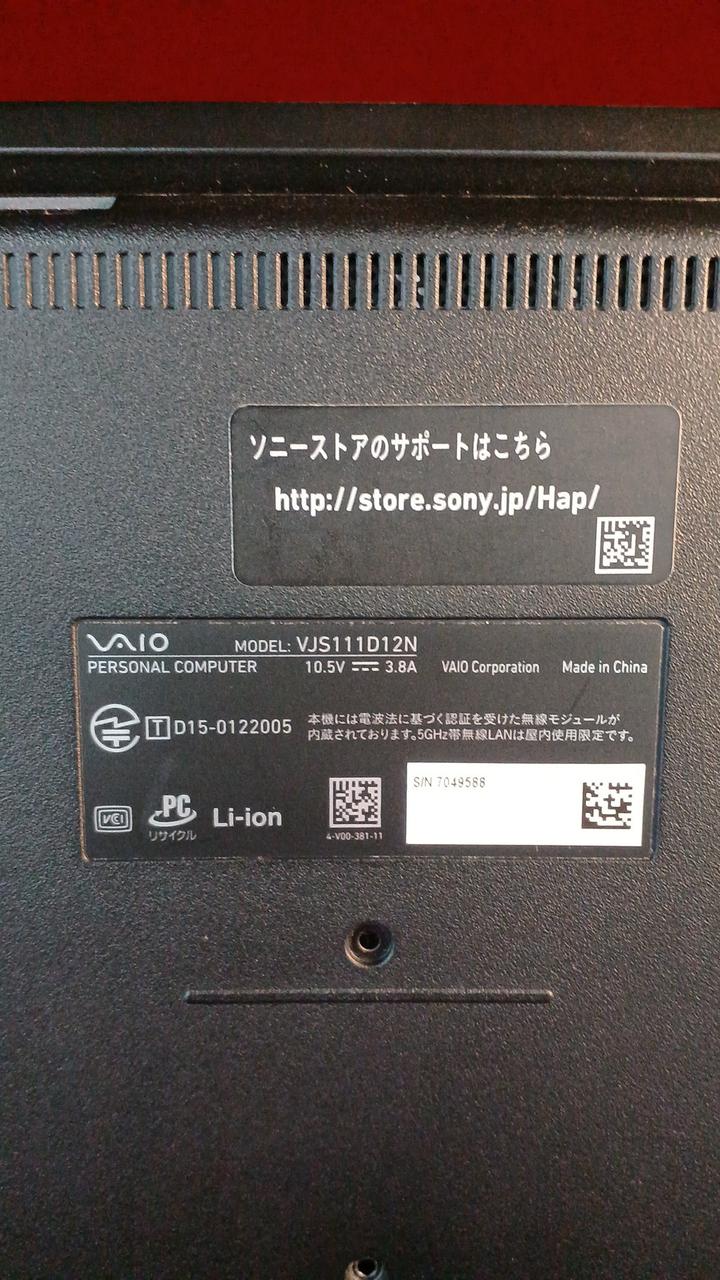 ソニーストアのサポートはこちら
http://store.sony.jp/Hap/
VAIO MODEL: VJS111D12N
PERSONAL COMPUTER 10.5V 3.8A VAIO Corporation Made in China
T D15-0122005
本機には電波法に基づく認証を受けた無線モジュールが
内蔵されております。5GHz帯無線LANは屋内使用限定です。
S/N 7049588
VCI PC Li-ion
リサイクル
4-V00-381-11